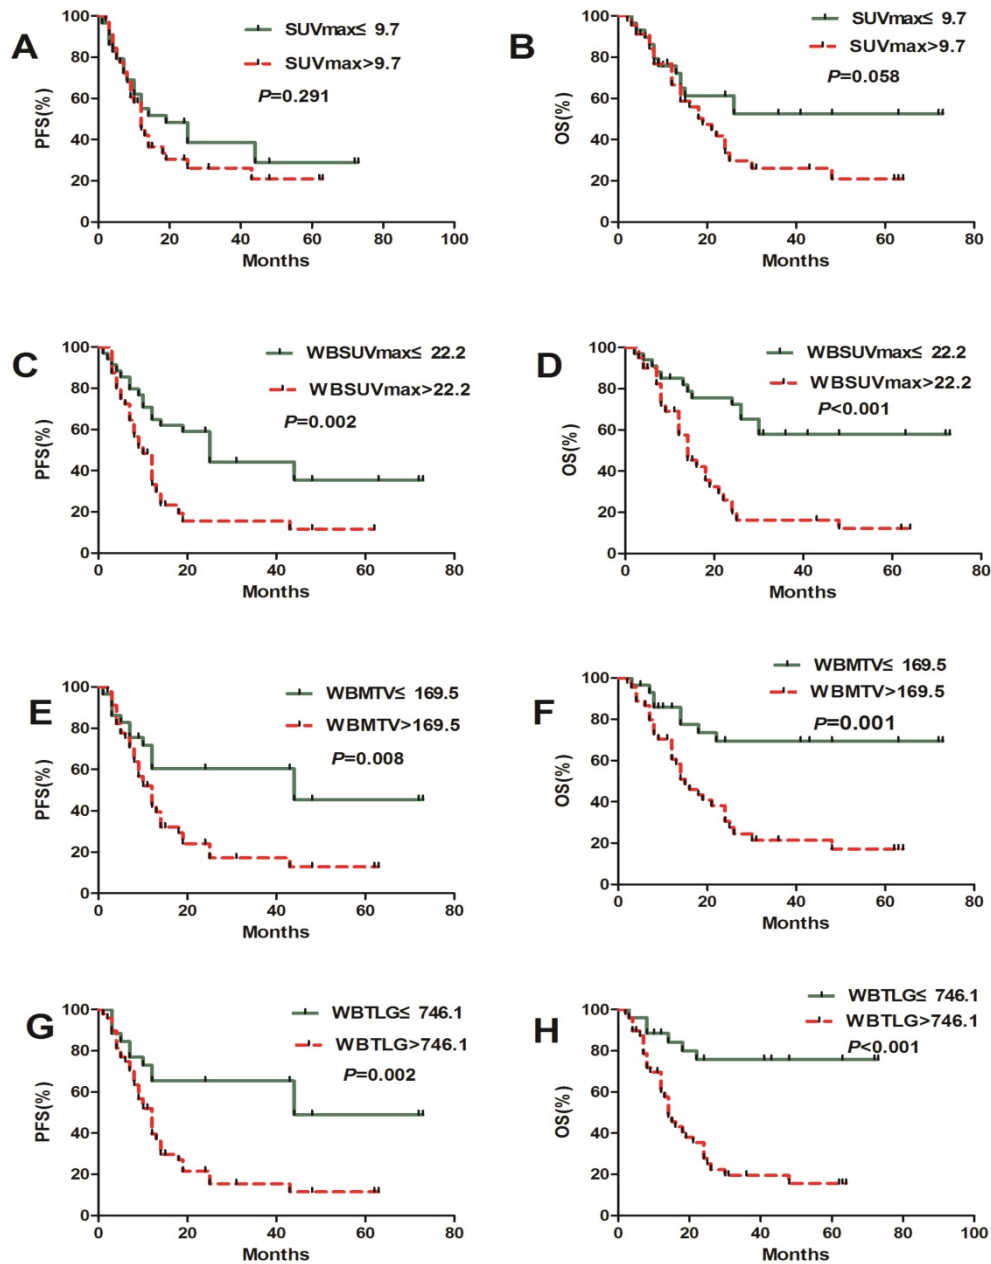 A
SUVmax≤ 9.7
SUVmax>9.7
P=0.291
PFS(%)
100
80
60
40
20
0
0 20 40 60 80 100
Months
B
SUVmax≤ 9.7
SUVmax>9.7
P=0.058
OS(%)
100
80
60
40
20
0
0 20 40 60 80
Months
C
WBSUVmax≤ 22.2
WBSUVmax>22.2
P=0.002
PFS(%)
100
80
60
40
20
0
0 20 40 60 80
Months
D
WBSUVmax≤ 22.2
WBSUVmax>22.2
P<0.001
OS(%)
100
80
60
40
20
0
0 20 40 60 80
Months
E
WBMTV≤ 169.5
WBMTV>169.5
P=0.008
PFS(%)
100
80
60
40
20
0
0 20 40 60 80
Months
F
WBMTV≤ 169.5
WBMTV>169.5
P=0.001
OS(%)
100
80
60
40
20
0
0 20 40 60 80
Months
G
WBTLG≤ 746.1
WBTLG>746.1
P=0.002
PFS(%)
100
80
60
40
20
0
0 20 40 60 80
Months
H
WBTLG≤ 746.1
WBTLG>746.1
P<0.001
OS(%)
100
80
60
40
20
0
0 20 40 60 80 100
Months